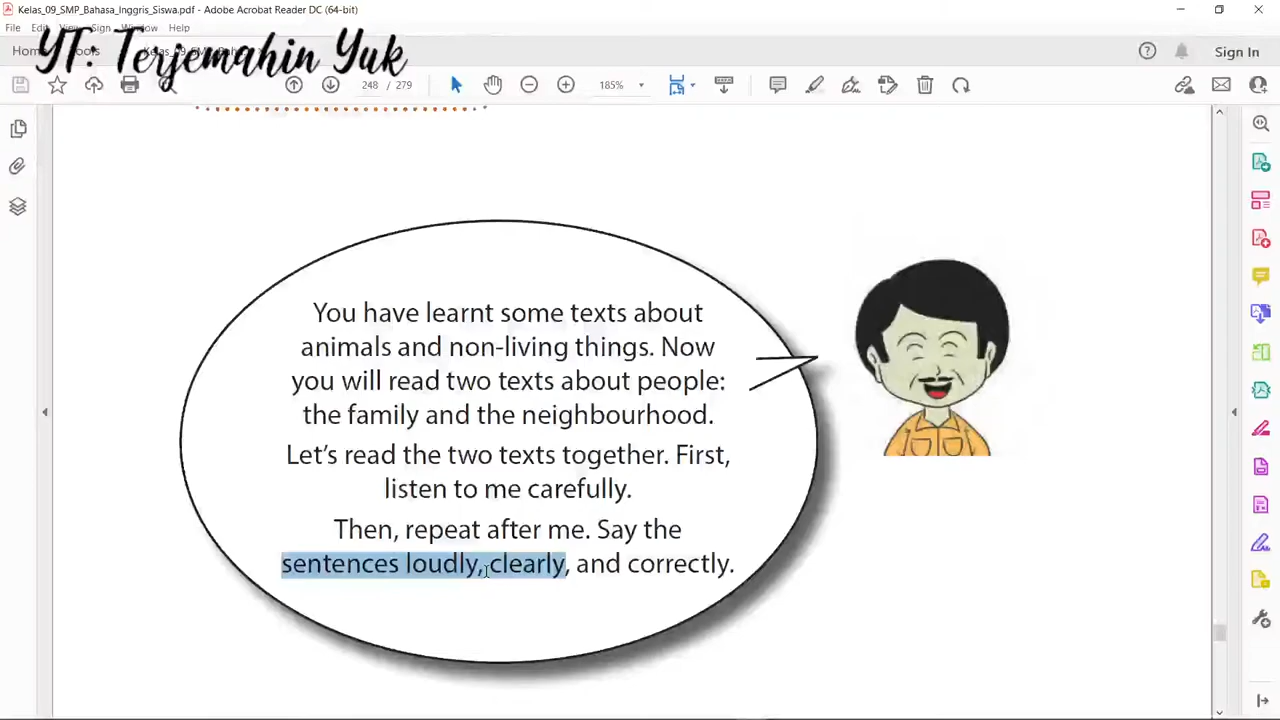 Kelas_09_SMP_Bahasa_Inggris_Siswa.pdf - Adobe Acrobat Reader DC (64-bit)
File Edit View Sign Window Help
YT: Terjemahin Yuk
Home Tools
Sign In
248 / 279
185%
You have learnt some texts about
animals and non-living things. Now
you will read two texts about people:
the family and the neighbourhood.
Let’s read the two texts together. First,
listen to me carefully.
Then, repeat after me. Say the
sentences loudly, clearly, and correctly.